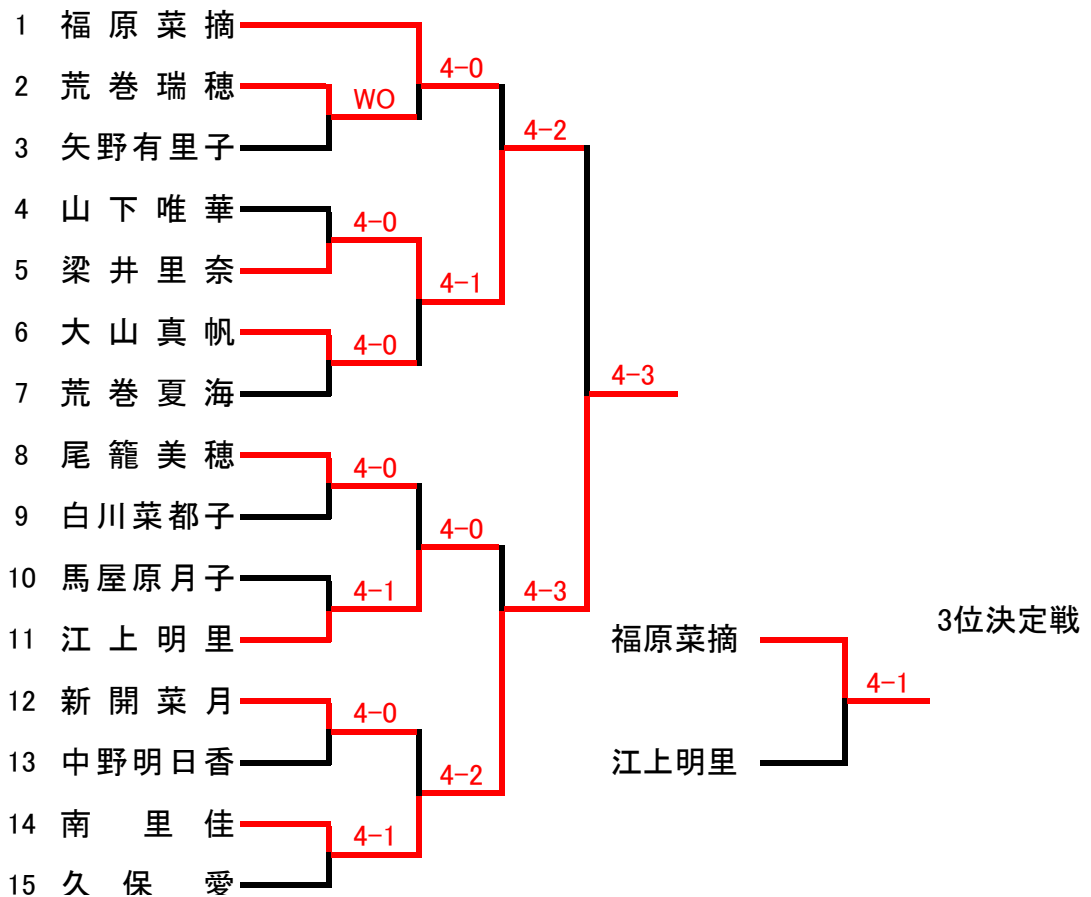 1 福原菜摘
4-0
2 荒巻瑞穂
WO
4-2
3 矢野有里子
4 山下唯華
4-0
5 梁井里奈
4-1
6 大山真帆
4-0
4-3
7 荒巻夏海
8 尾籠美穂
4-0
9 白川菜都子
4-0
10 馬屋原月子
4-1
4-3
11 江上明里
福原菜摘
3位決定戦
4-1
12 新開菜月
4-0
13 中野明日香
4-2
江上明里
14 南里佳
4-1
15 久保愛